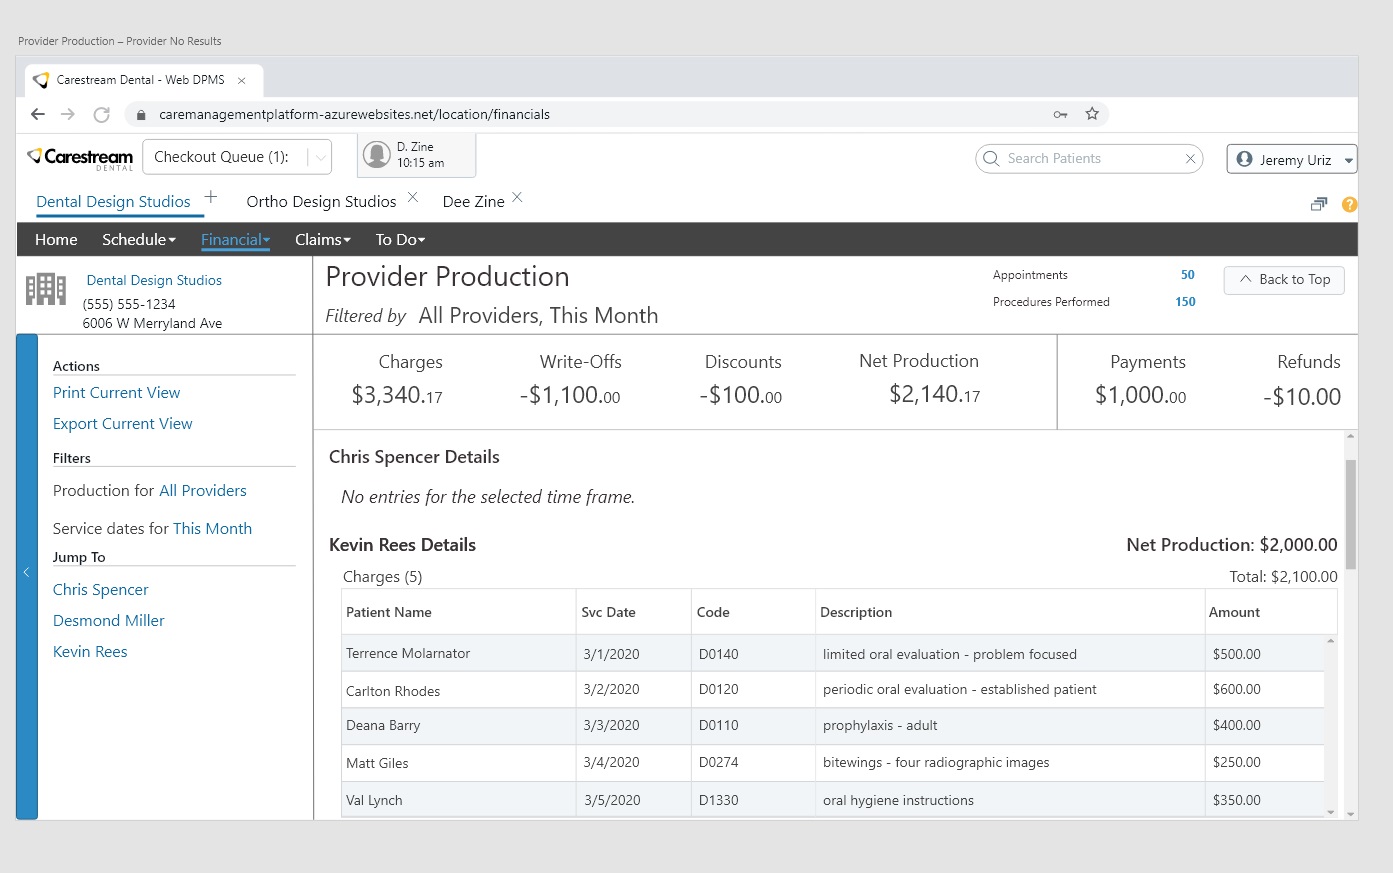 Provider Production – Provider No Results
Carestream Dental - Web DPMS
caremanagementplatform-azurewebsites.net/location/financials
Carestream
DENTAL
Checkout Queue (1):
D. Zine
10:15 am
Search Patients
Jeremy Uriz
Dental Design Studios
Ortho Design Studios
Dee Zine
?
Home Schedule Financial Claims To Do
Dental Design Studios
(555) 555-1234
6006 W Merryland Ave
Provider Production
Filtered by All Providers, This Month
Appointments 50
Procedures Performed 150
Back to Top
Actions
Print Current View
Export Current View
Filters
Production for All Providers
Service dates for This Month
Jump To
Chris Spencer
Desmond Miller
Kevin Rees
Charges Write-Offs Discounts Net Production Payments Refunds
$3,340.17 -$1,100.00 -$100.00 $2,140.17 $1,000.00 -$10.00
Chris Spencer Details
No entries for the selected time frame.
Kevin Rees Details Net Production: $2,000.00
Charges (5) Total: $2,100.00
Patient Name Svc Date Code Description Amount
Terrence Molarnator 3/1/2020 D0140 limited oral evaluation - problem focused $500.00
Carlton Rhodes 3/2/2020 D0120 periodic oral evaluation - established patient $600.00
Deana Barry 3/3/2020 D0110 prophylaxis - adult $400.00
Matt Giles 3/4/2020 D0274 bitewings - four radiographic images $250.00
Val Lynch 3/5/2020 D1330 oral hygiene instructions $350.00